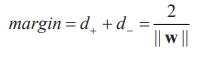 margin = d₊ + d₋ = 2 / ||w||